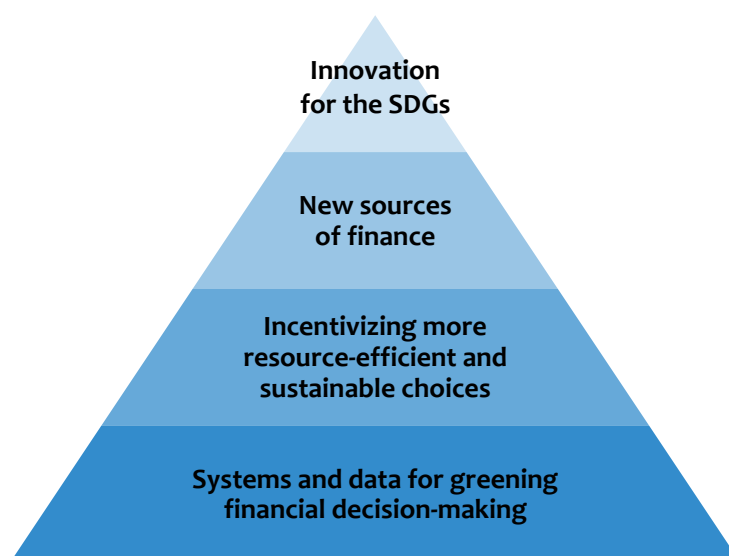 Innovation
for the SDGs
New sources
of finance
Incentivizing more
resource-efficient and
sustainable choices
Systems and data for greening
financial decision-making